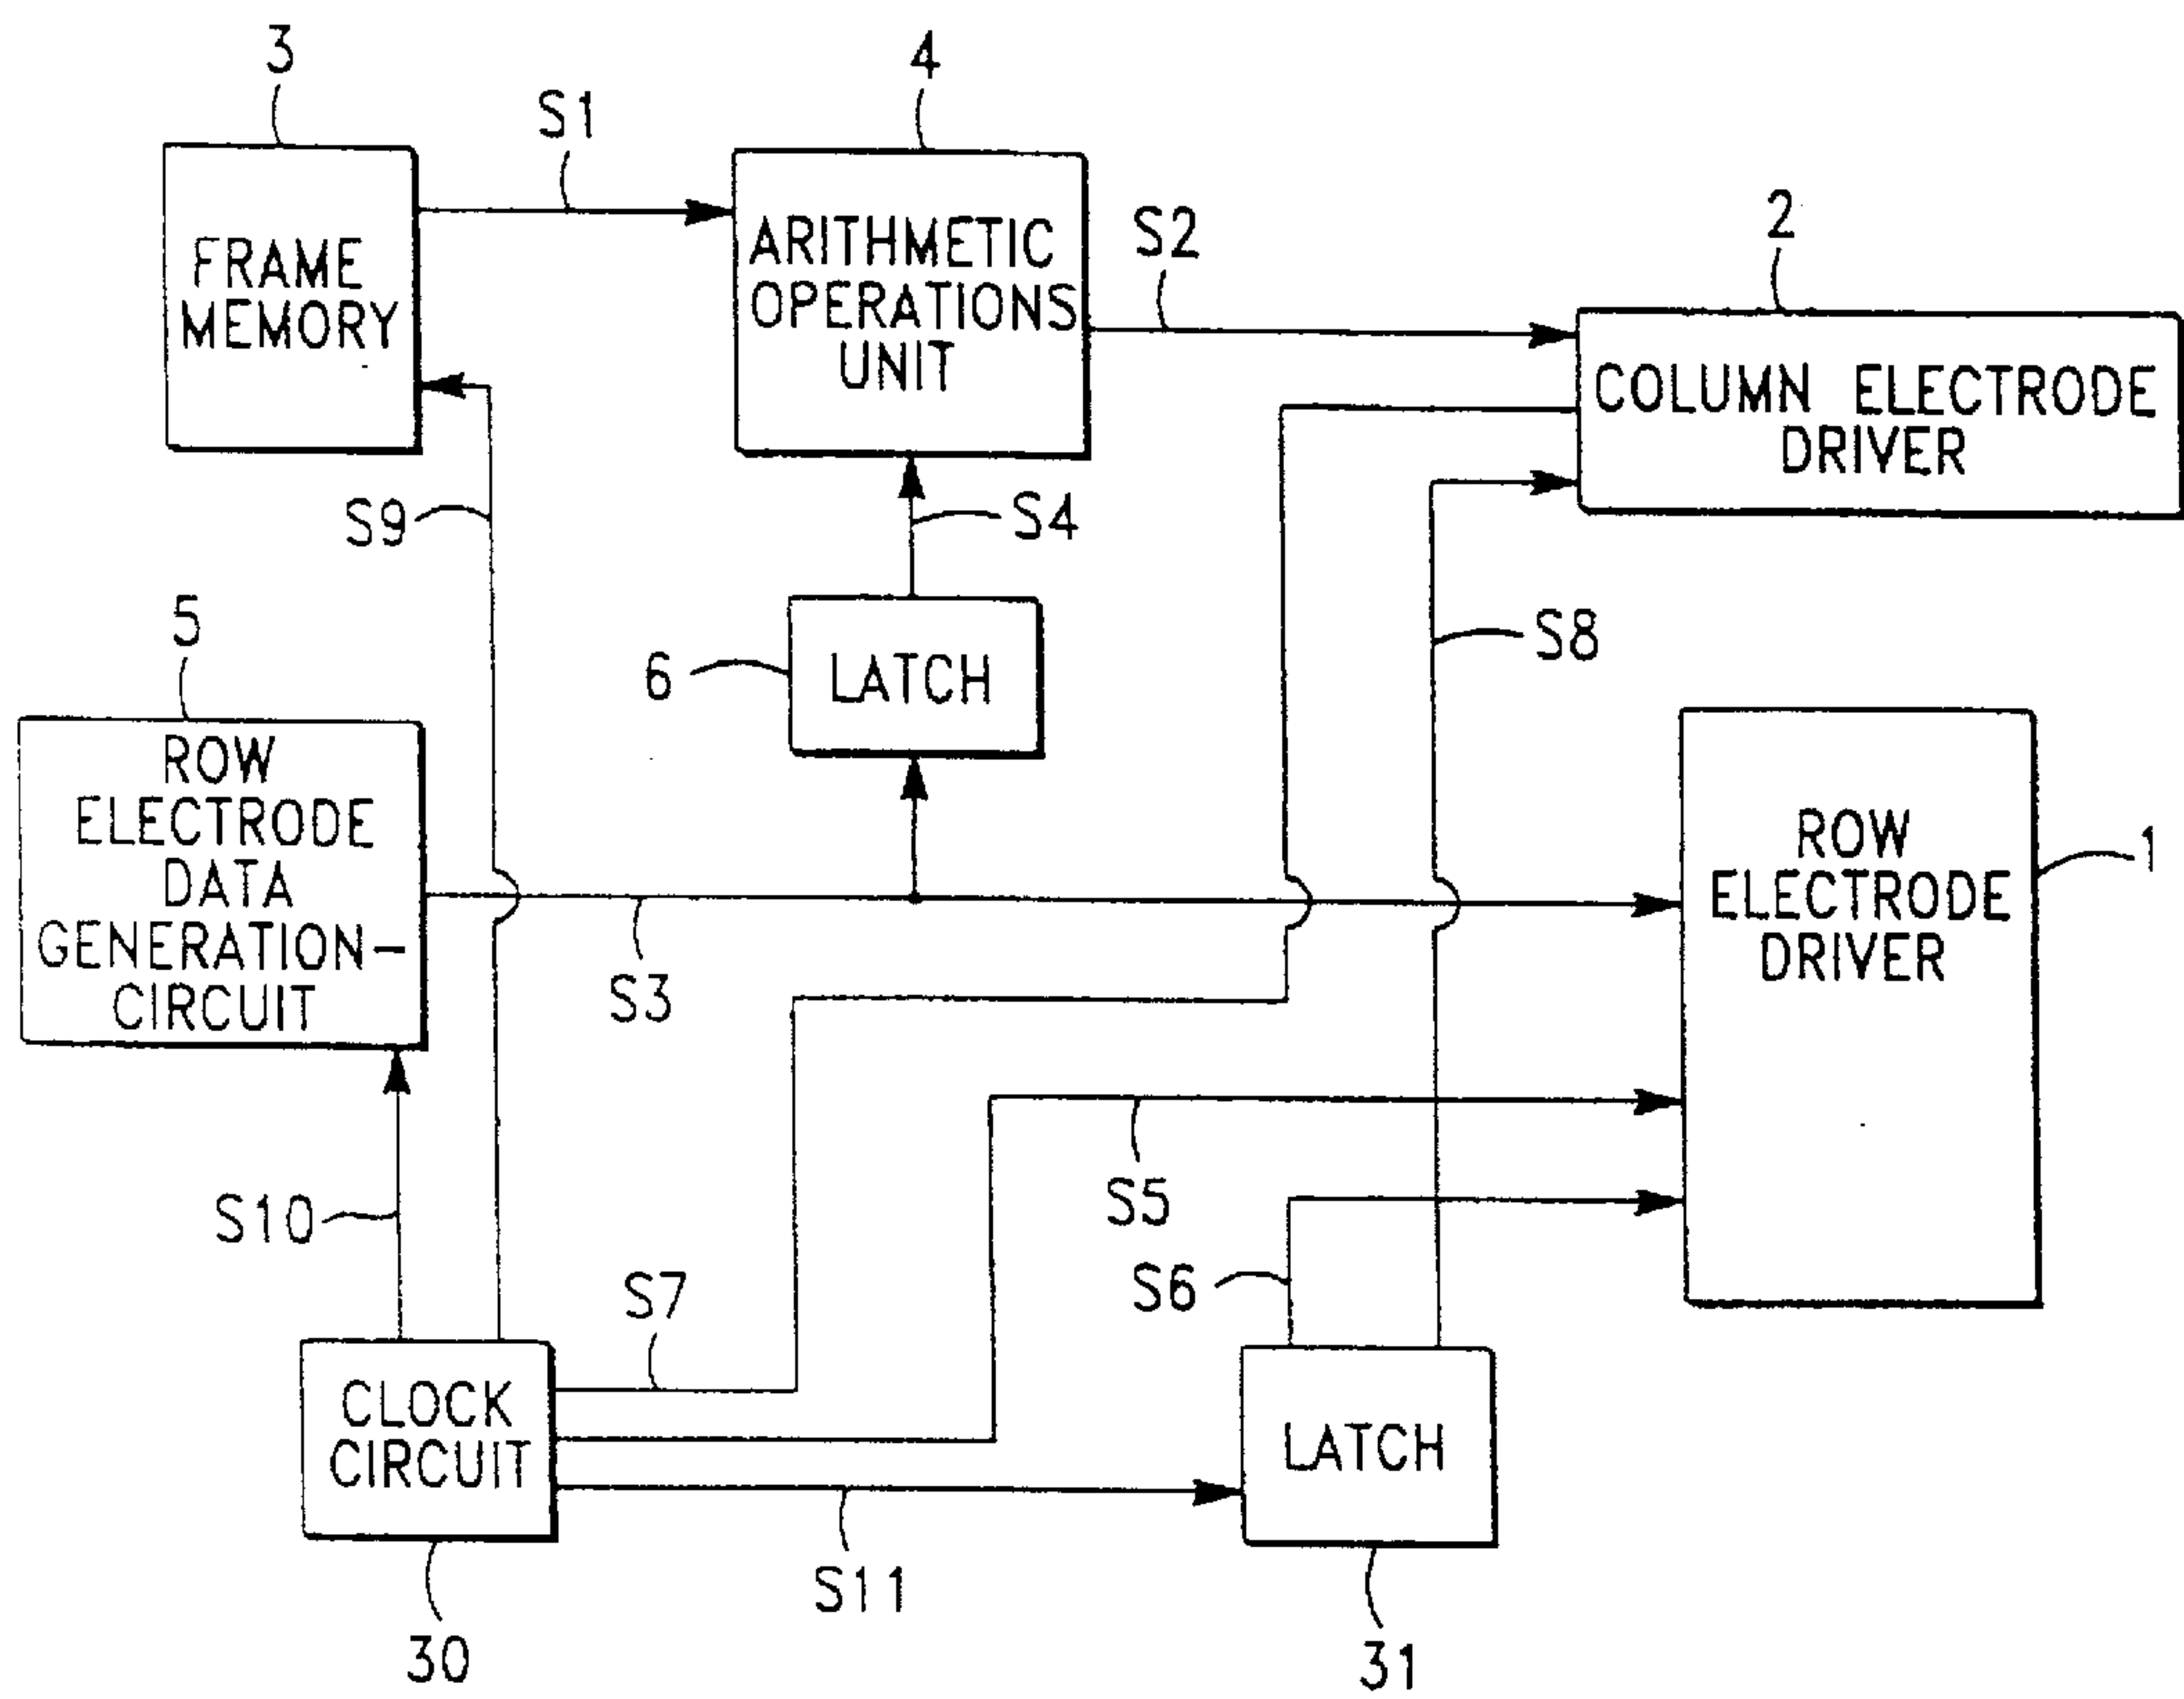 3
4
S1
2
S2
FRAME
MEMORY
ARITHMETIC
OPERATIONS
UNIT
COLUMN ELECTRODE
DRIVER
S9
S4
5
6
LATCH
S8
ROW
ELECTRODE
DATA
GENERATION-
CIRCUIT
ROW
ELECTRODE
DRIVER
1
S3
S10
S5
S7
S6
CLOCK
CIRCUIT
LATCH
S11
30
31